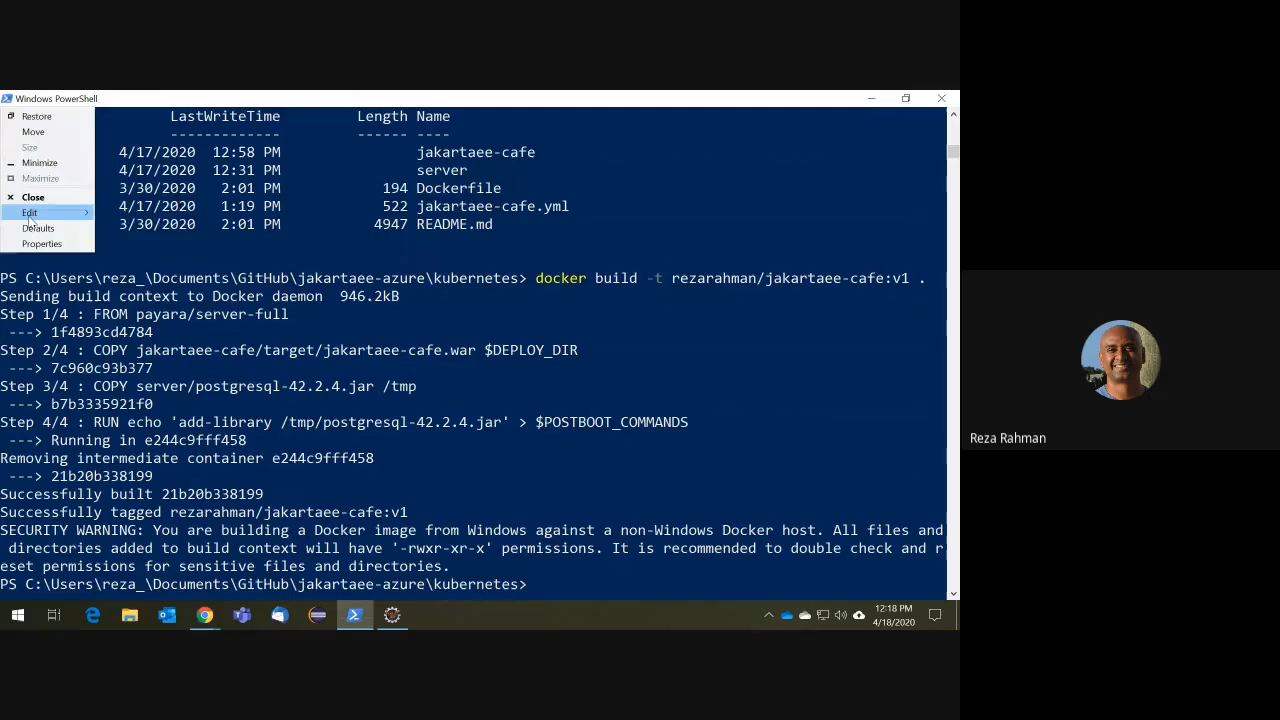 Windows PowerShell
Restore
Move
Size
Minimize
Maximize
Close
Edit
Defaults
Properties
LastWriteTime Length Name
------------- ------ ----
4/17/2020 12:58 PM jakartaee-cafe
4/17/2020 12:31 PM server
3/30/2020 2:01 PM 194 Dockerfile
4/17/2020 1:19 PM 522 jakartaee-cafe.yml
3/30/2020 2:01 PM 4947 README.md
PS C:\Users\reza_\Documents\GitHub\jakartaee-azure\kubernetes> docker build -t rezarahman/jakartaee-cafe:v1 .
Sending build context to Docker daemon 946.2kB
Step 1/4 : FROM payara/server-full
---> 1f4893cd4784
Step 2/4 : COPY jakartaee-cafe/target/jakartaee-cafe.war $DEPLOY_DIR
---> 7c960c93b377
Step 3/4 : COPY server/postgresql-42.2.4.jar /tmp
---> b7b3335921f0
Step 4/4 : RUN echo 'add-library /tmp/postgresql-42.2.4.jar' > $POSTBOOT_COMMANDS
---> Running in e244c9fff458
Removing intermediate container e244c9fff458
---> 21b20b338199
Successfully built 21b20b338199
Successfully tagged rezarahman/jakartaee-cafe:v1
SECURITY WARNING: You are building a Docker image from Windows against a non-Windows Docker host. All files and
directories added to build context will have '-rwxr-xr-x' permissions. It is recommended to double check and r
eset permissions for sensitive files and directories.
PS C:\Users\reza_\Documents\GitHub\jakartaee-azure\kubernetes>
12:18 PM
4/18/2020
Reza Rahman